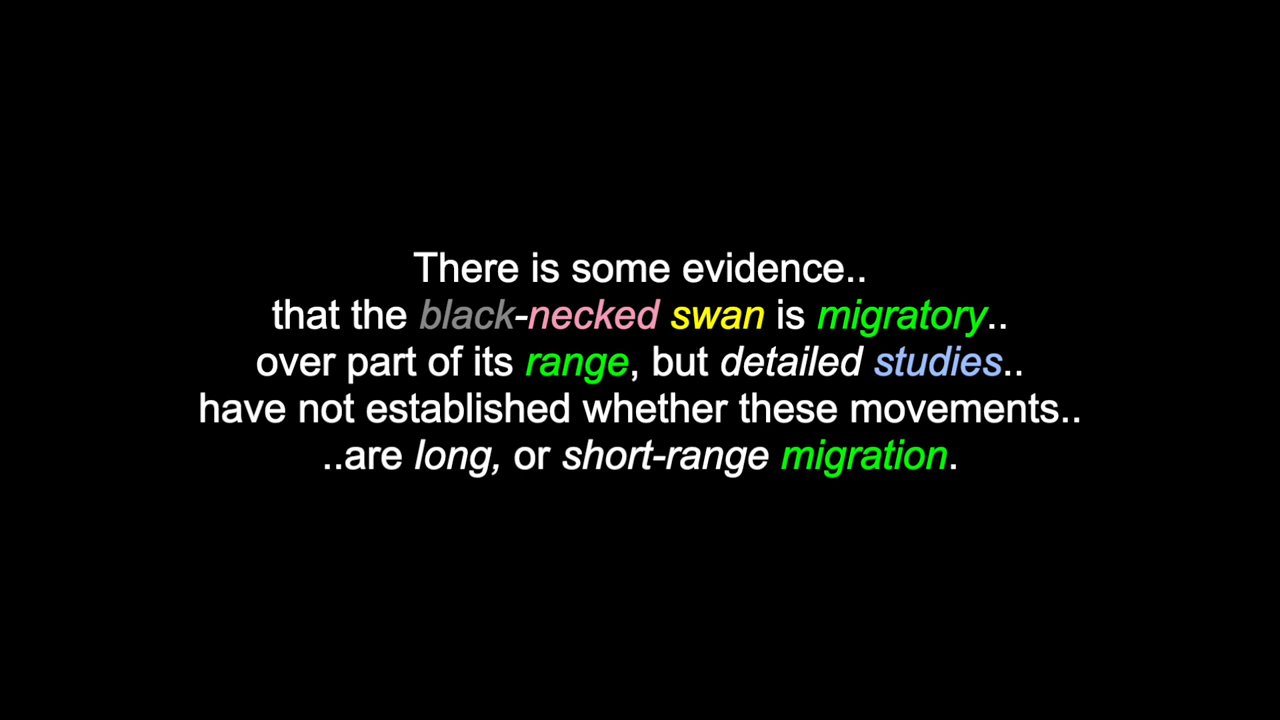 There is some evidence..
that the black-necked swan is migratory..
over part of its range, but detailed studies..
have not established whether these movements..
..are long, or short-range migration.